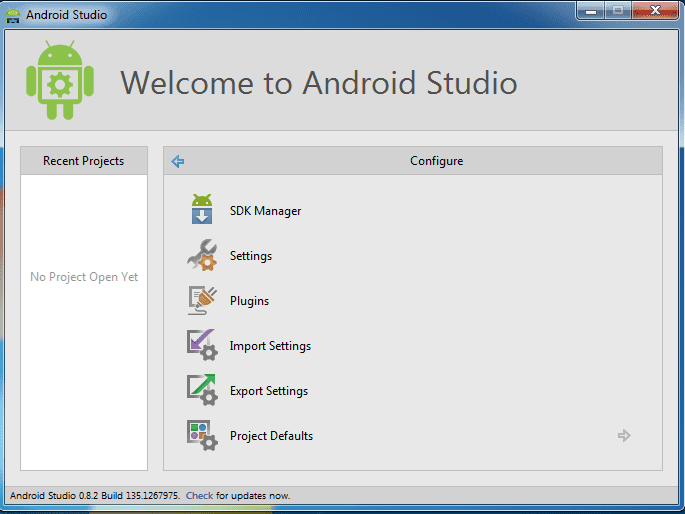 Android Studio
Welcome to Android Studio
Recent Projects
Configure
No Project Open Yet
SDK Manager
Settings
Plugins
Import Settings
Export Settings
Project Defaults
Android Studio 0.8.2 Build 135.1267975. Check for updates now.